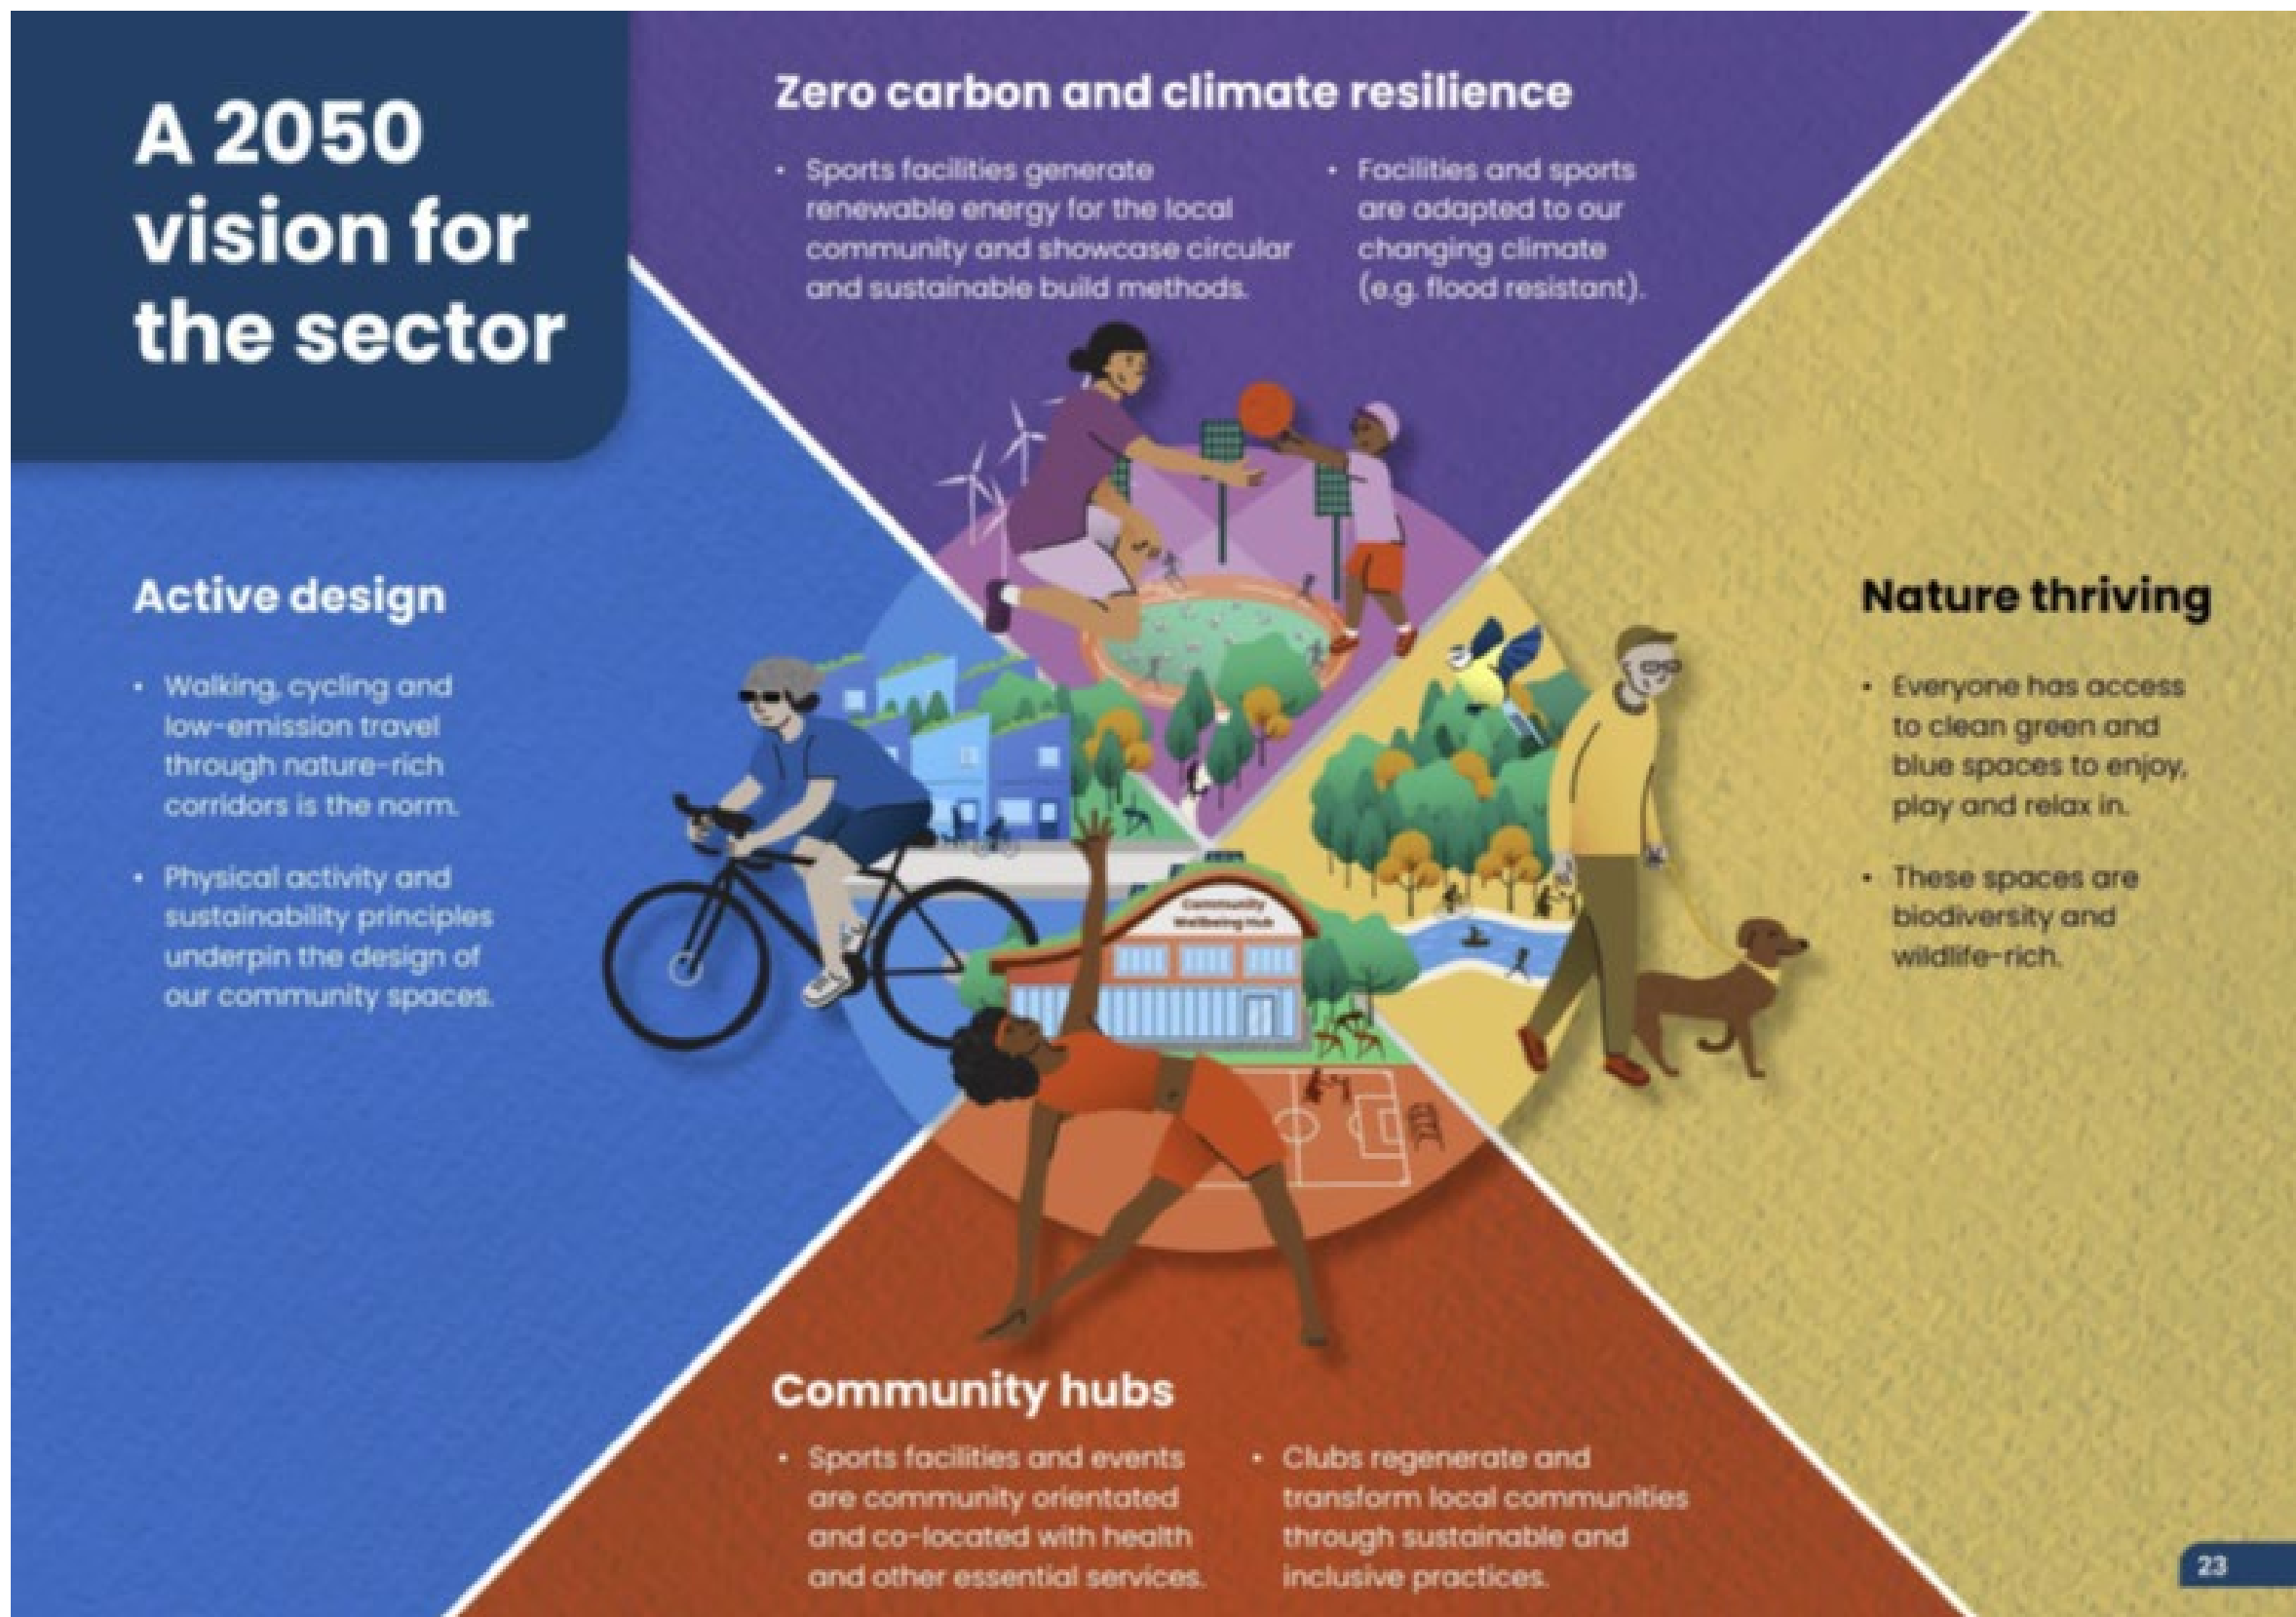 A 2050
vision for
the sector
Zero carbon and climate resilience
• Sports facilities generate
renewable energy for the local
community and showcase circular
and sustainable build methods.
• Facilities and sports
are adapted to our
changing climate
(e.g. flood resistant).
Active design
• Walking, cycling and
low-emission travel
through nature-rich
corridors is the norm.
• Physical activity and
sustainability principles
underpin the design of
our community spaces.
Nature thriving
• Everyone has access
to clean green and
blue spaces to enjoy,
play and relax in.
• These spaces are
biodiversity and
wildlife-rich.
Community
Wellbeing Hub
Community hubs
• Sports facilities and events
are community orientated
and co-located with health
and other essential services.
• Clubs regenerate and
transform local communities
through sustainable and
inclusive practices.
23